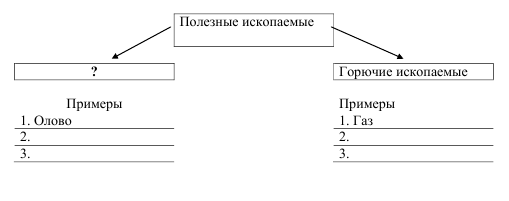 Полезные ископаемые
?
Горючие ископаемые
Примеры
1. Олово
2.
3.
Примеры
1. Газ
2.
3.